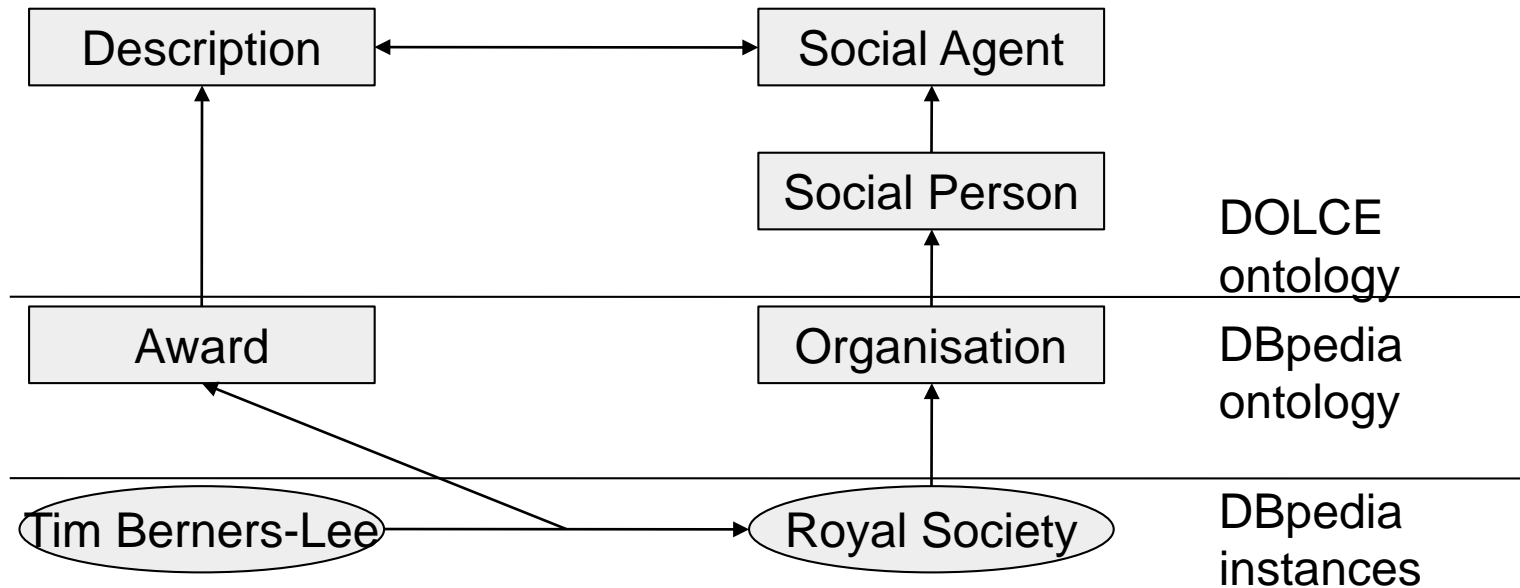 Description
Social Agent
Social Person
DOLCE
ontology
Award
Organisation
DBpedia
ontology
Tim Berners-Lee
Royal Society
DBpedia
instances